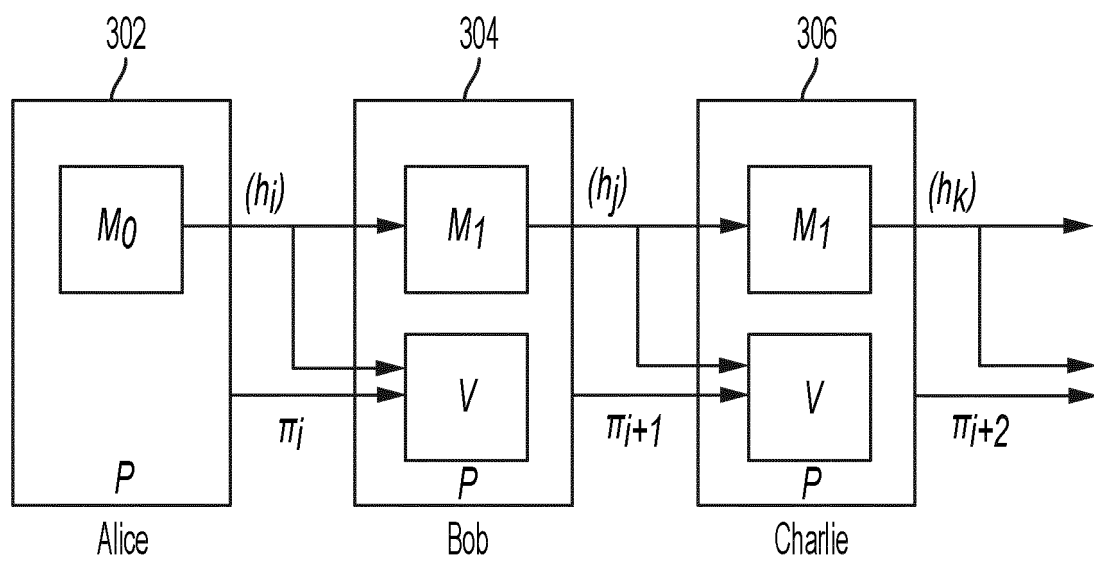 302 304 306
(hi) (hj) (hk)
M0 M1 M1
V V
πi πi+1 πi+2
P P P
Alice Bob Charlie